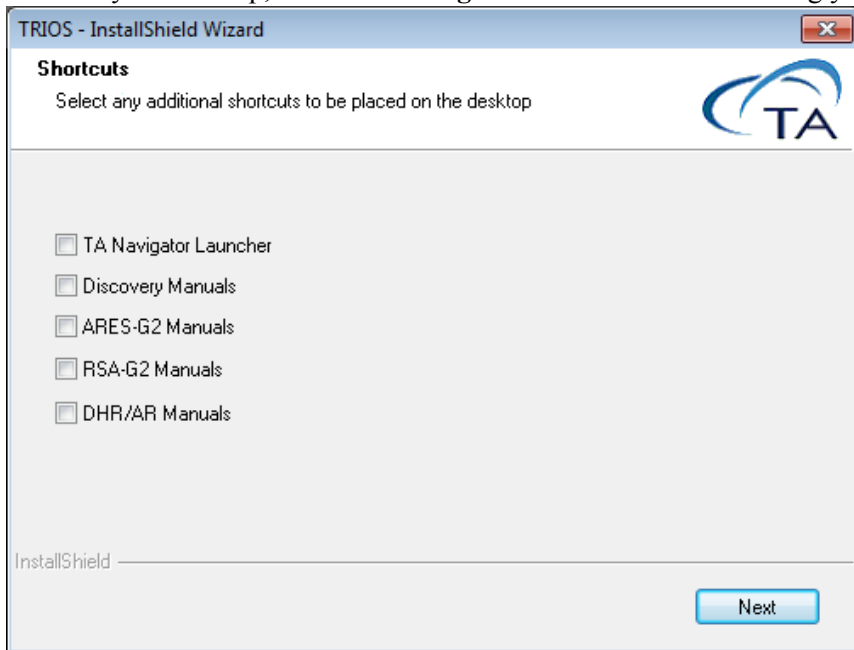 TRIOS - InstallShield Wizard
Shortcuts
Select any additional shortcuts to be placed on the desktop
TA
TA Navigator Launcher
Discovery Manuals
ARES-G2 Manuals
RSA-G2 Manuals
DHR/AR Manuals
InstallShield
Next